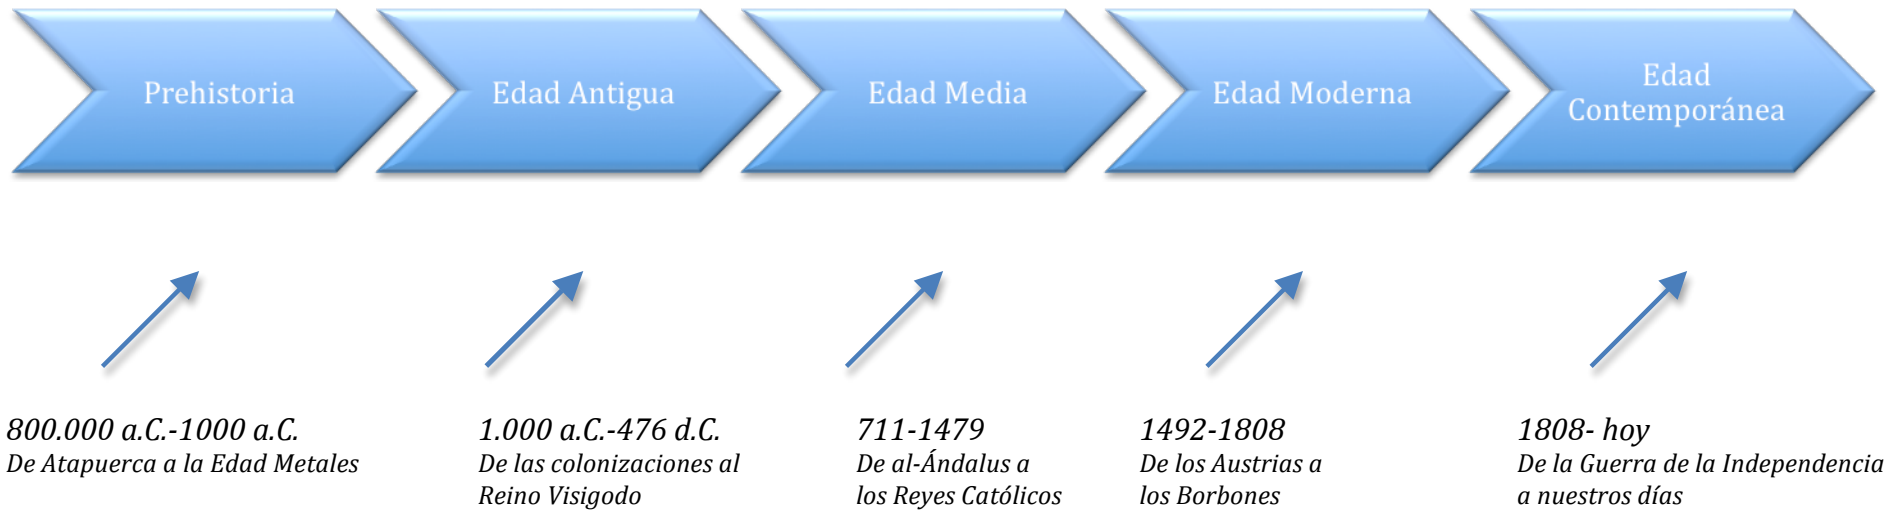 Prehistoria
Edad Antigua
Edad Media
Edad Moderna
Edad
Contemporánea
800.000 a.C.-1000 a.C.
De Atapuerca a la Edad Metales
1.000 a.C.-476 d.C.
De las colonizaciones al
Reino Visigodo
711-1479
De al-Ándalus a
los Reyes Católicos
1492-1808
De los Austrias a
los Borbones
1808- hoy
De la Guerra de la Independencia
a nuestros días